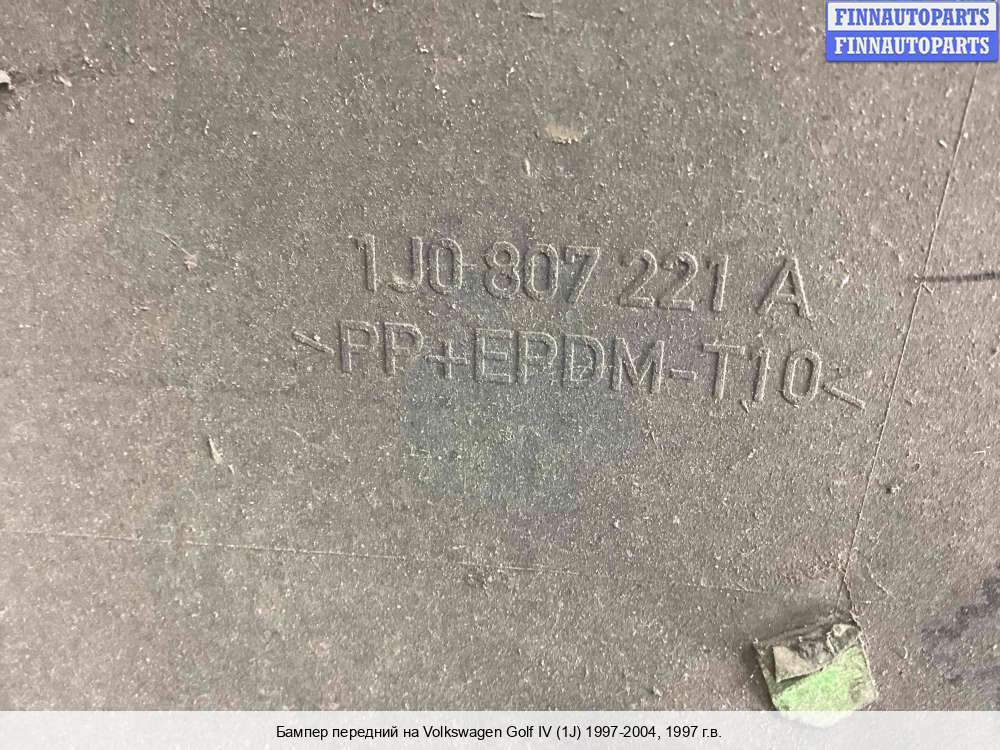 FINNAUTOPARTS
FINNAUTOPARTS
1J0 807 221 A
>PP+EPDM-T10<
Бампер передний на Volkswagen Golf IV (1J) 1997-2004, 1997 г.в.